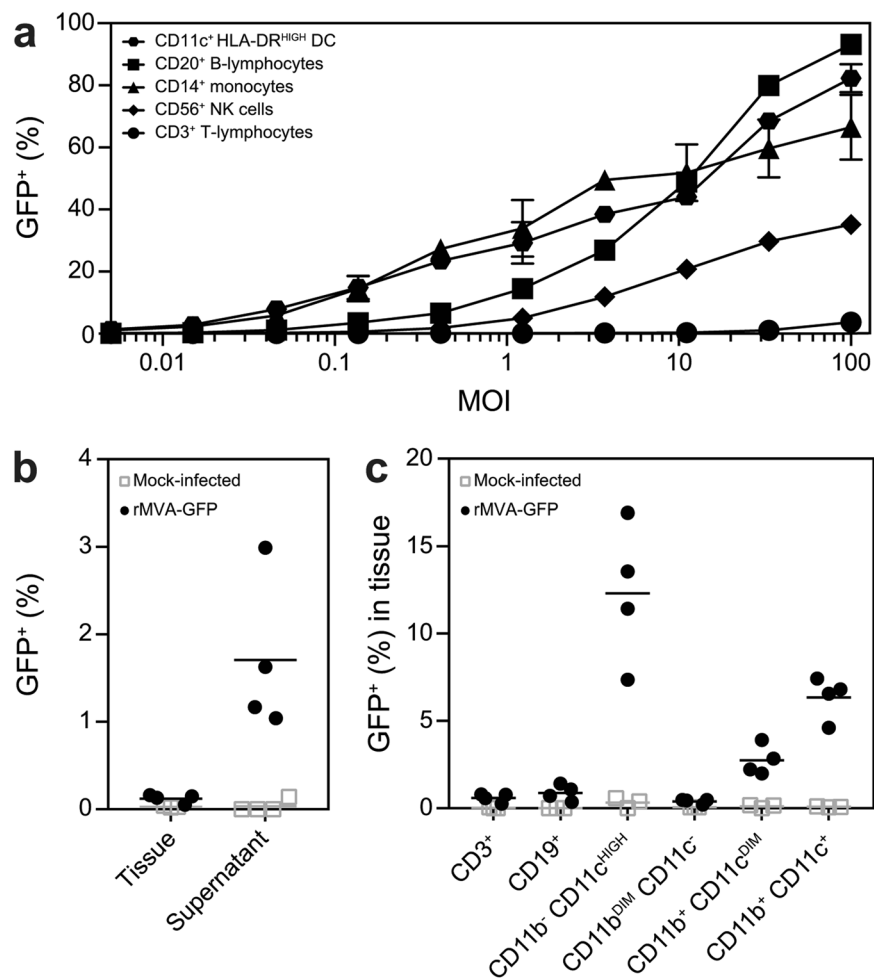 a
100
80
60
40
20
0
GFP⁺ (%)
CD11c⁺ HLA-DRᴴᴵᴳᴴ DC
CD20⁺ B-lymphocytes
CD14⁺ monocytes
CD56⁺ NK cells
CD3⁺ T-lymphocytes
0.01 0.1 1 10 100
MOI
b
4
3
2
1
0
GFP⁺ (%)
Mock-infected
rMVA-GFP
Tissue
Supernatant
c
20
15
10
5
0
GFP⁺ (%) in tissue
Mock-infected
rMVA-GFP
CD3⁺
CD19⁺
CD11b⁻ CD11cᴴᴵᴳᴴ
CD11bᴰᴵᴹ CD11c⁻
CD11b⁺ CD11cᴰᴵᴹ
CD11b⁺ CD11c⁺